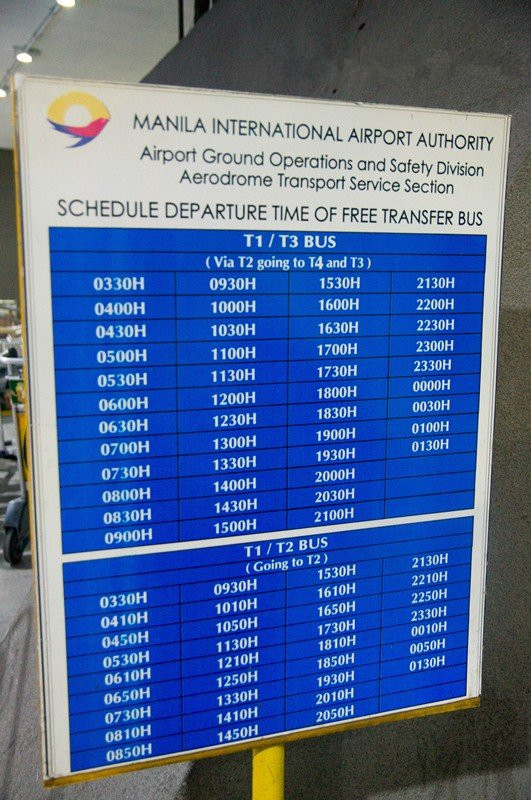 MANILA INTERNATIONAL AIRPORT AUTHORITY
Airport Ground Operations and Safety Division
Aerodrome Transport Service Section
SCHEDULE DEPARTURE TIME OF FREE TRANSFER BUS
T1 / T3 BUS
( Via T2 going to T4 and T3 )
0330H 0930H 1530H 2130H
0400H 1000H 1600H 2200H
0430H 1030H 1630H 2230H
0500H 1100H 1700H 2300H
0530H 1130H 1730H 2330H
0600H 1200H 1800H 0000H
0630H 1230H 1830H 0030H
0700H 1300H 1900H 0100H
0730H 1330H 1930H 0130H
0800H 1400H 2000H
0830H 1430H 2030H
0900H 1500H 2100H
T1 / T2 BUS
( Going to T2 )
0330H 0930H 1530H 2130H
0410H 1010H 1610H 2210H
0450H 1050H 1650H 2250H
0530H 1130H 1730H 2330H
0610H 1210H 1810H 0010H
0650H 1250H 1850H 0050H
0730H 1330H 1930H 0130H
0810H 1410H 2010H
0850H 1450H 2050H